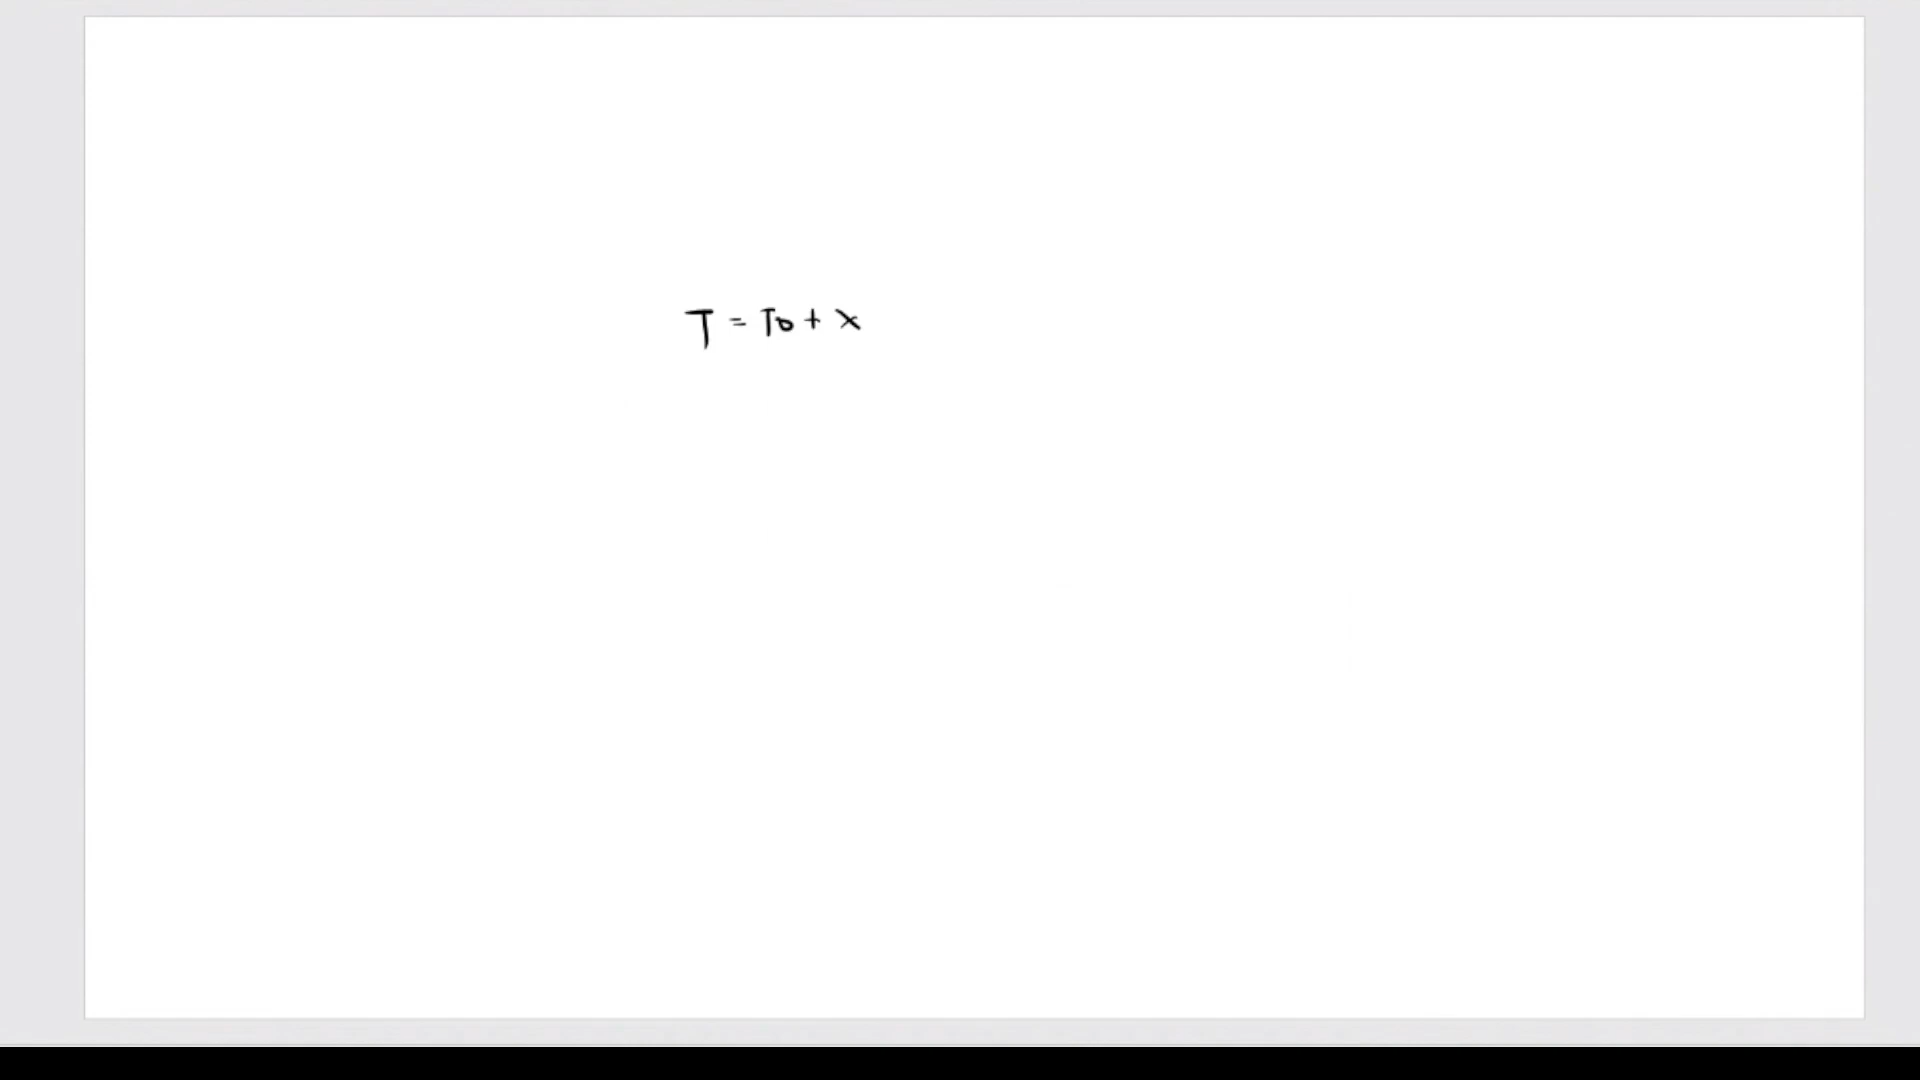 T = To + x